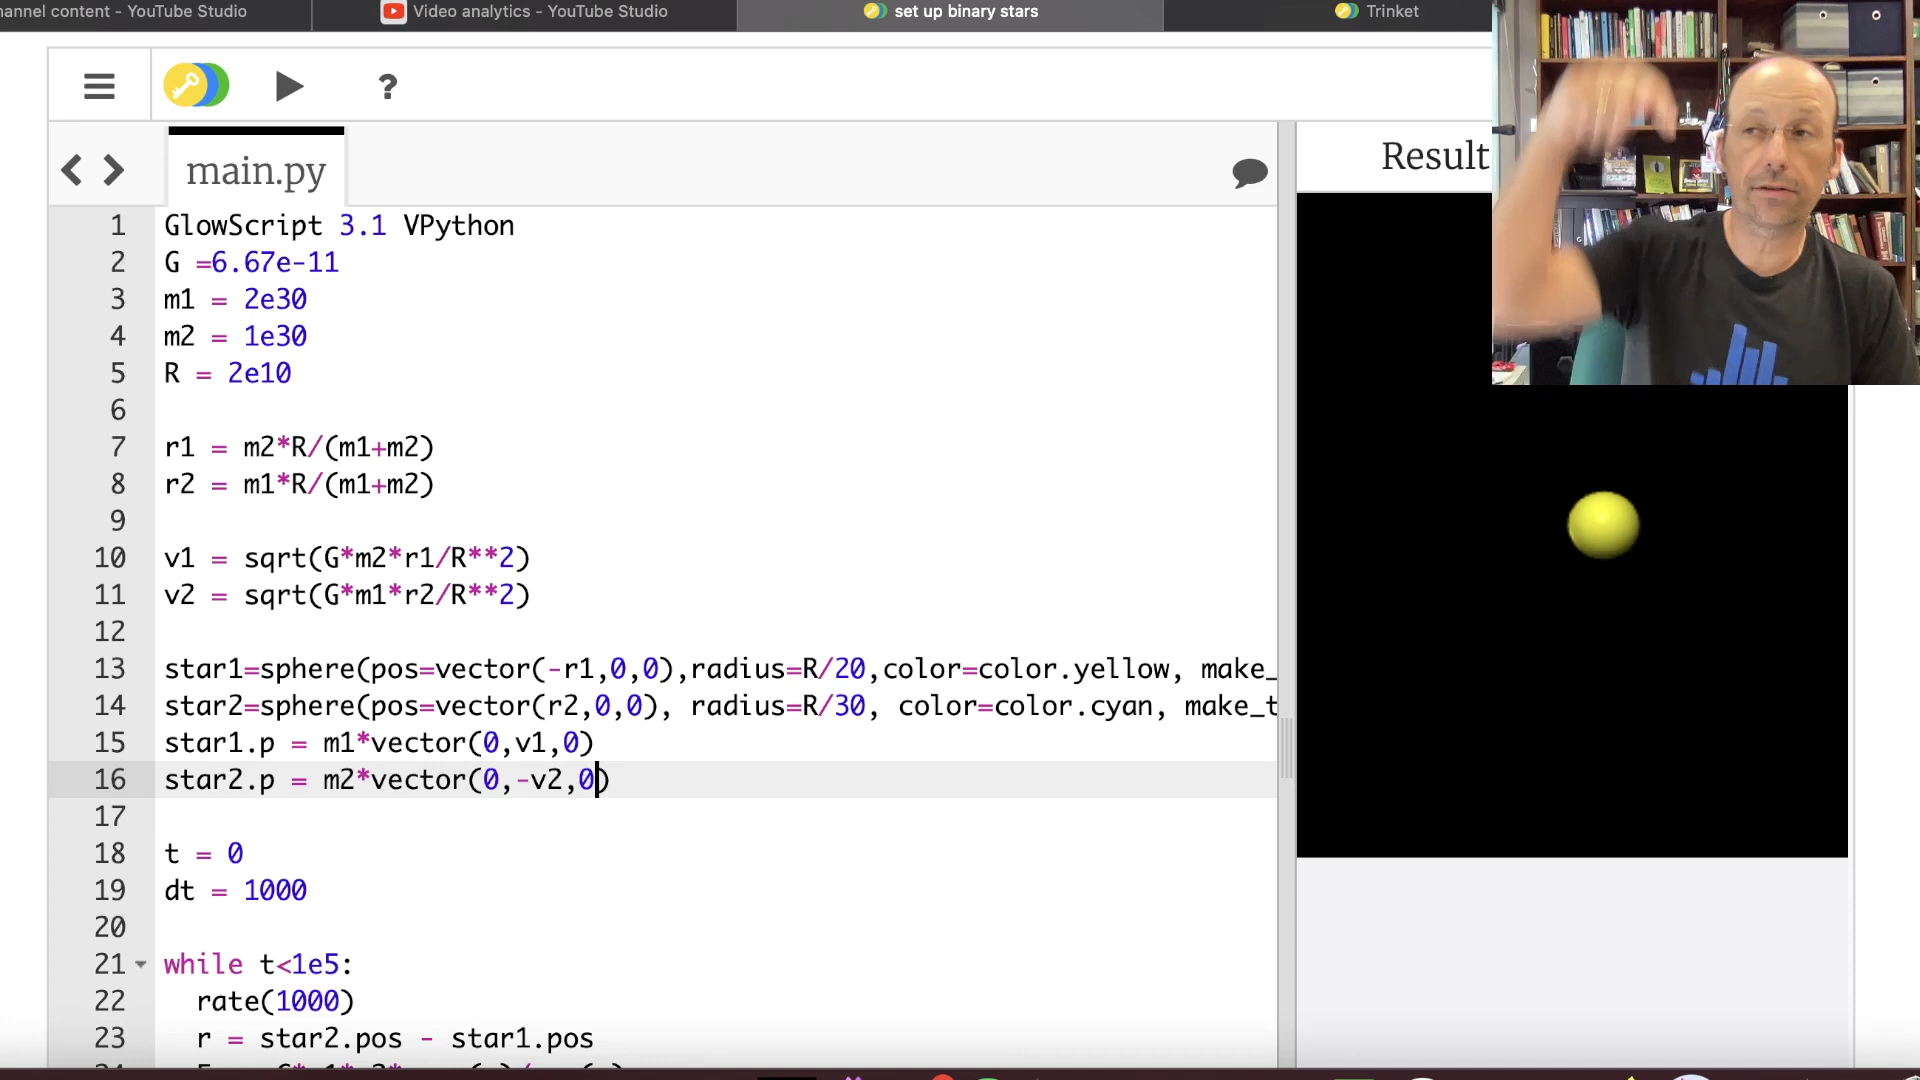 hannel content - YouTube Studio
Video analytics - YouTube Studio
set up binary stars
Trinket
?
main.py
Result
1 GlowScript 3.1 VPython
2 G =6.67e-11
3 m1 = 2e30
4 m2 = 1e30
5 R = 2e10
6
7 r1 = m2*R/(m1+m2)
8 r2 = m1*R/(m1+m2)
9
10 v1 = sqrt(G*m2*r1/R**2)
11 v2 = sqrt(G*m1*r2/R**2)
12
13 star1=sphere(pos=vector(-r1,0,0),radius=R/20,color=color.yellow, make_
14 star2=sphere(pos=vector(r2,0,0), radius=R/30, color=color.cyan, make_t
15 star1.p = m1*vector(0,v1,0)
16 star2.p = m2*vector(0,-v2,0)
17
18 t = 0
19 dt = 1000
20
21 while t<1e5:
22 rate(1000)
23 r = star2.pos - star1.pos